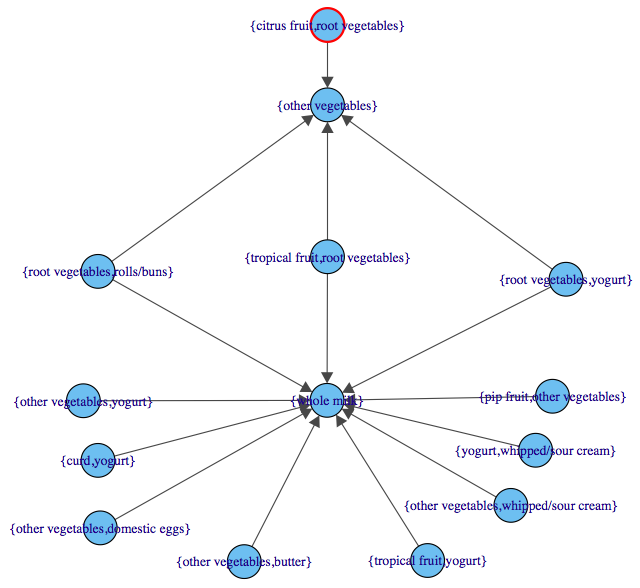 {citrus fruit,root vegetables}
{other vegetables}
{tropical fruit,root vegetables}
{root vegetables,rolls/buns}
{root vegetables,yogurt}
{other vegetables,yogurt}
{whole milk}
{pip fruit,other vegetables}
{curd,yogurt}
{yogurt,whipped/sour cream}
{other vegetables,whipped/sour cream}
{other vegetables,domestic eggs}
{other vegetables,butter}
{tropical fruit,yogurt}